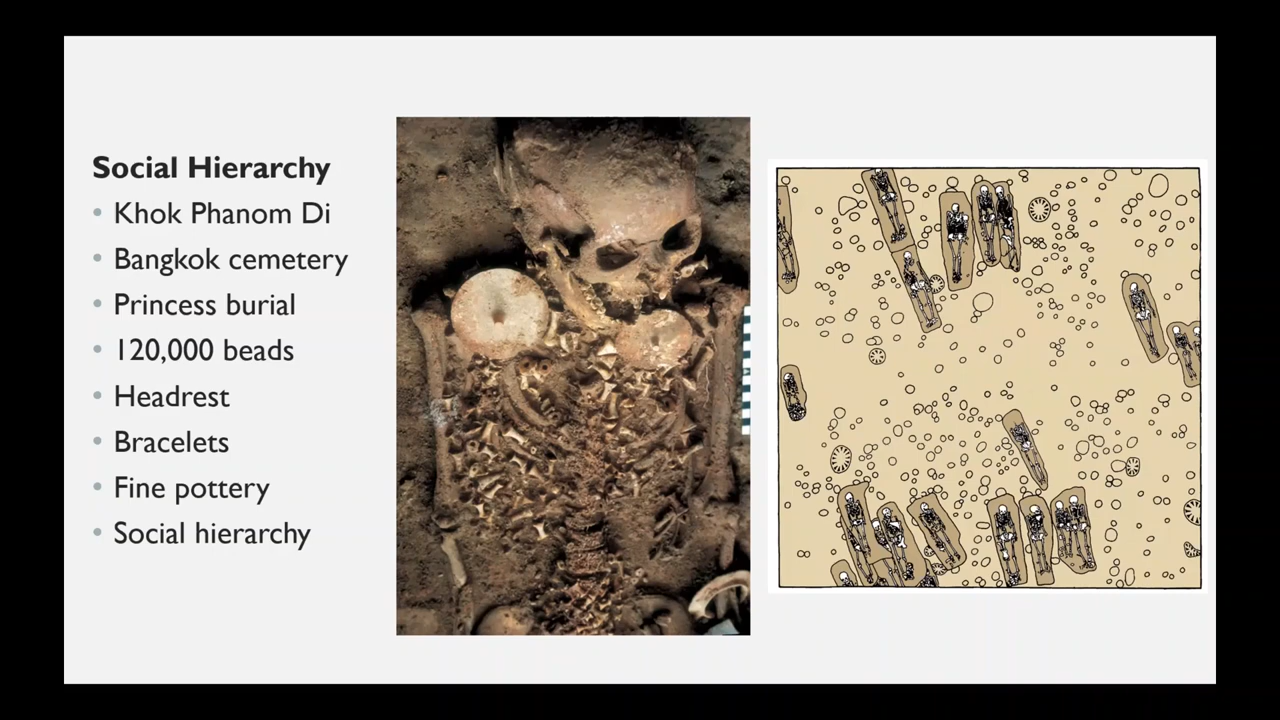 Social Hierarchy
• Khok Phanom Di
• Bangkok cemetery
• Princess burial
• 120,000 beads
• Headrest
• Bracelets
• Fine pottery
• Social hierarchy